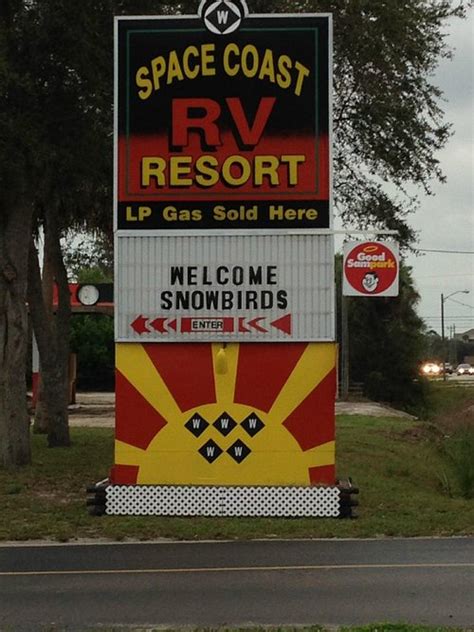 W
SPACE COAST
RV
RESORT
LP Gas Sold Here
WELCOME
SNOWBIRDS
ENTER
Good
Sampark
W W W
W W